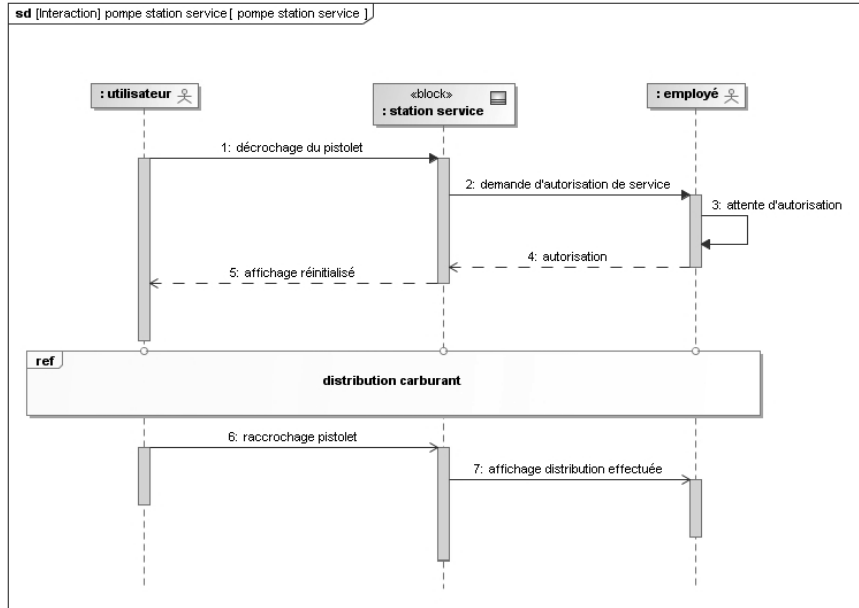 sd [Interaction] pompe station service [ pompe station service ]
: utilisateur
«block»
: station service
: employé
1: décrochage du pistolet
2: demande d'autorisation de service
3: attente d'autorisation
4: autorisation
5: affichage réinitialisé
ref
distribution carburant
6: raccrochage pistolet
7: affichage distribution effectuée